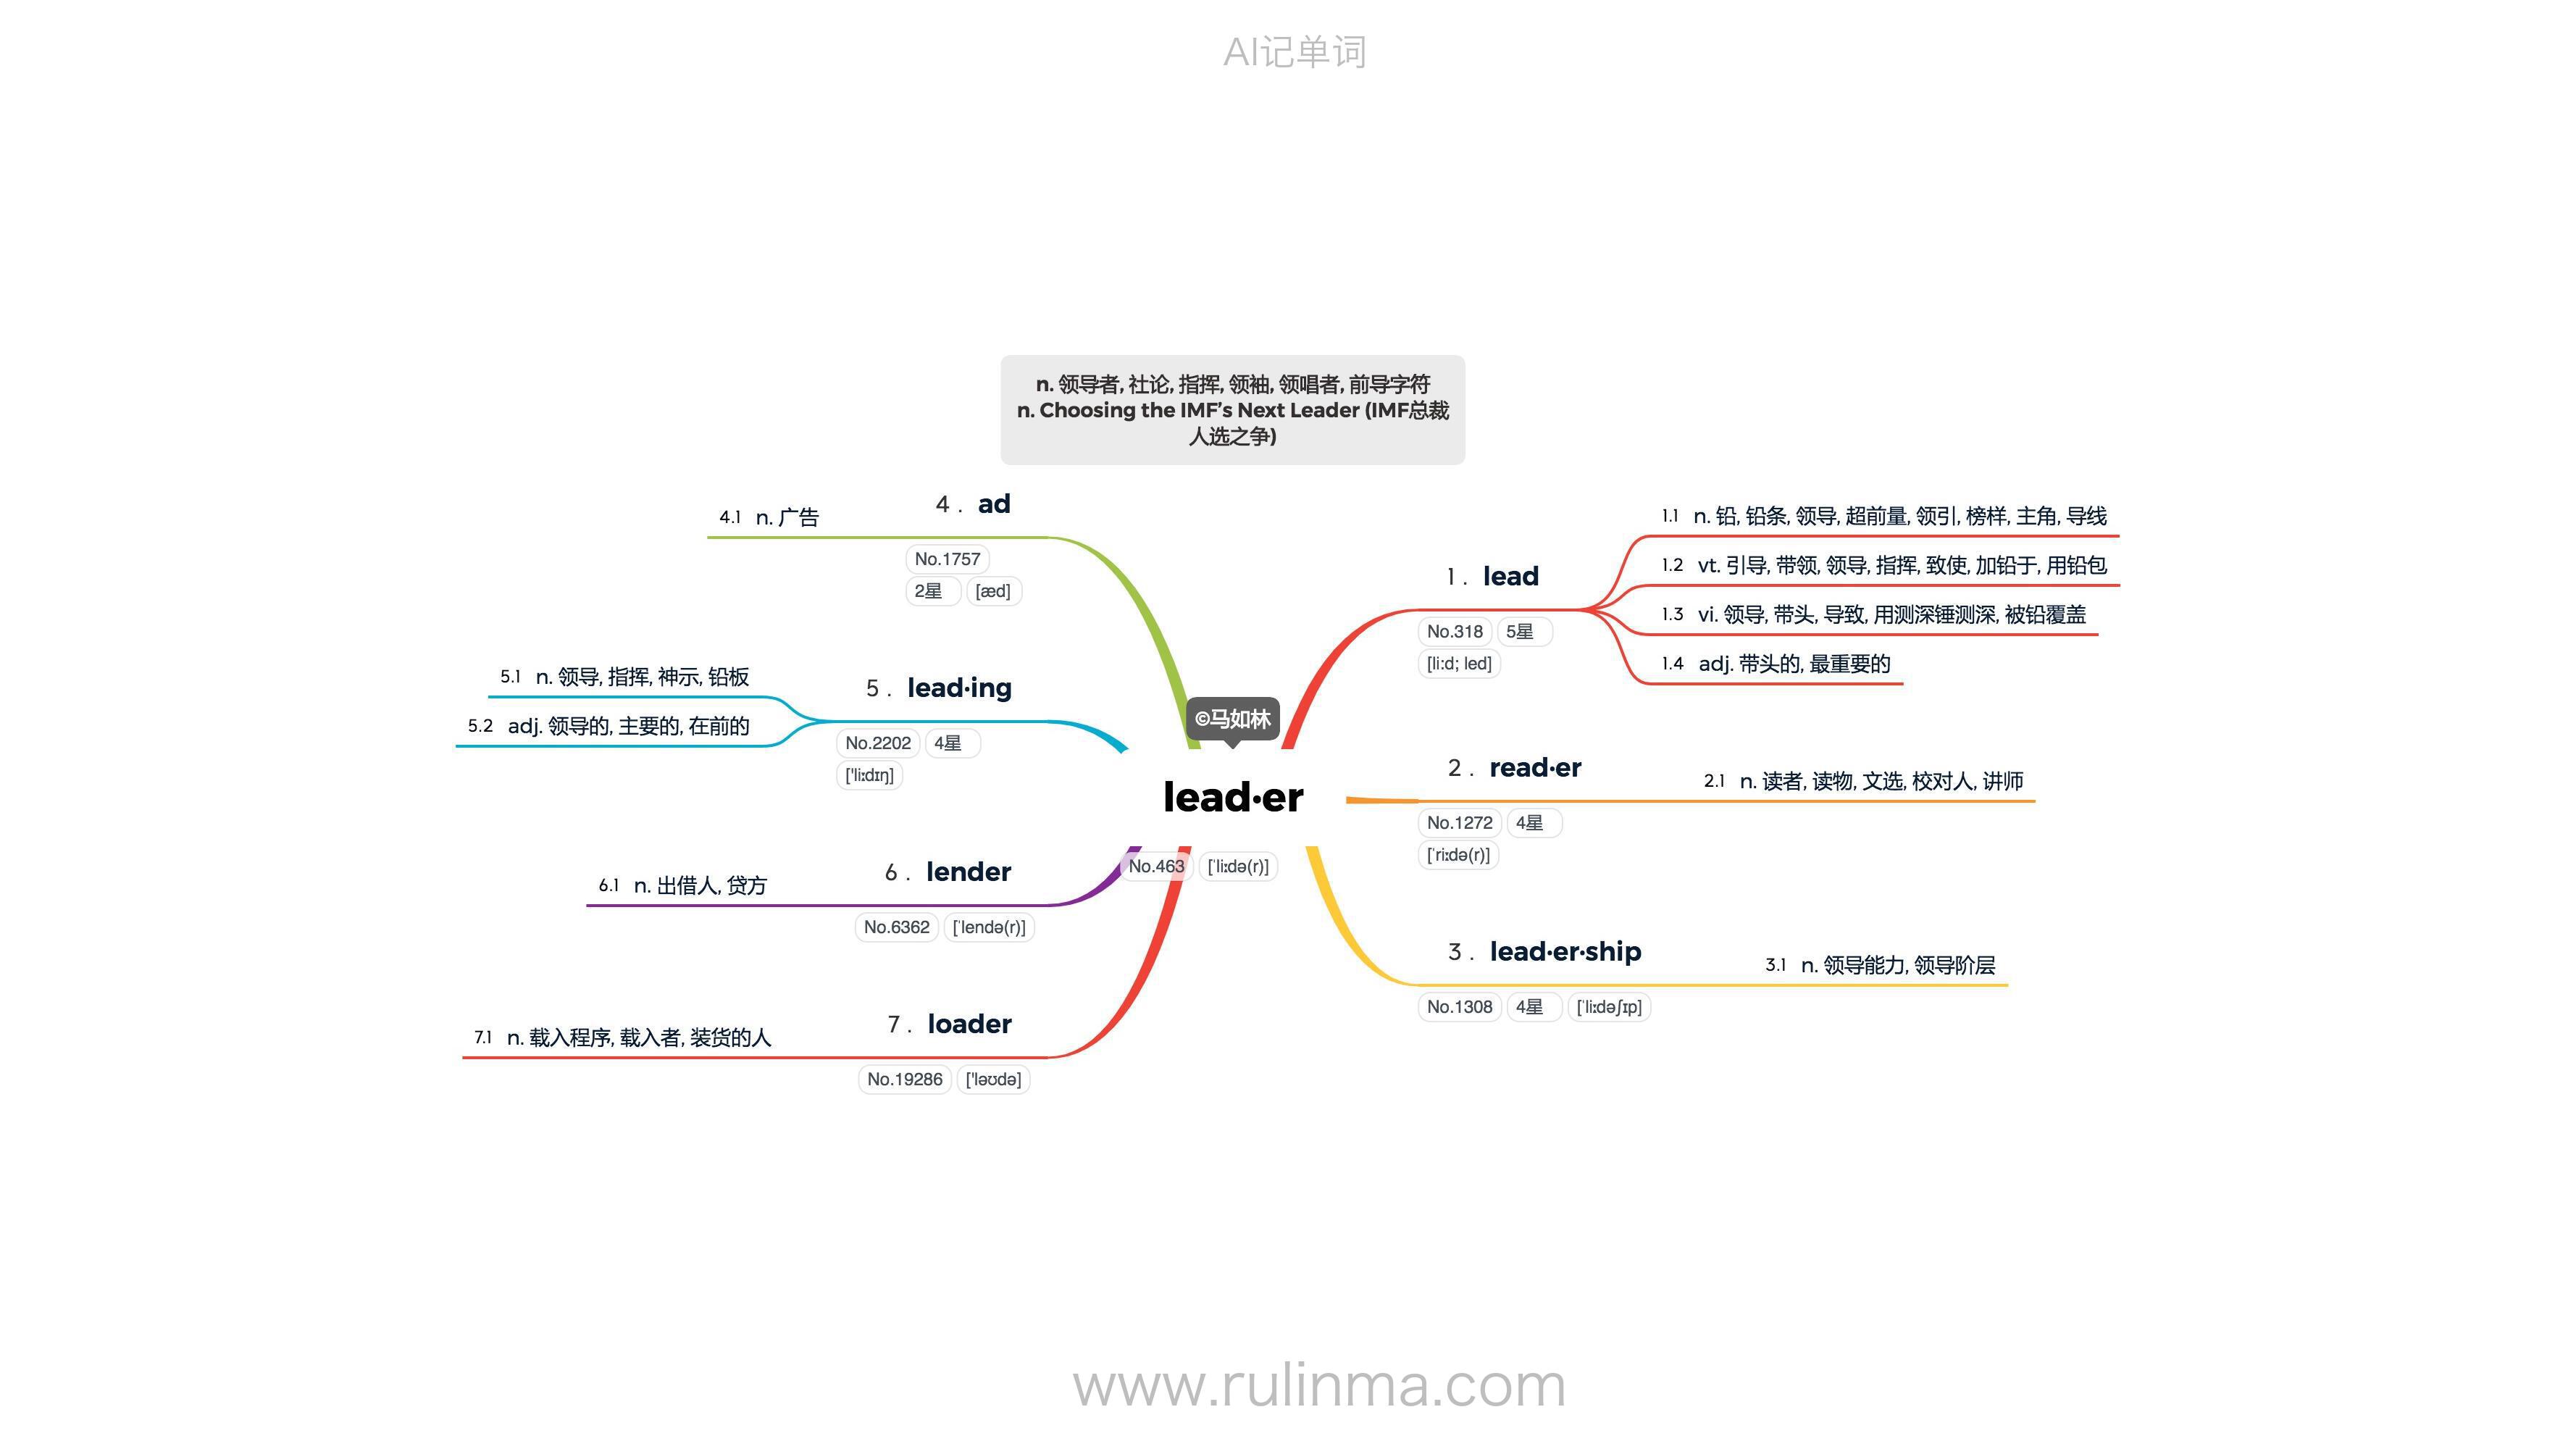 AI记单词
n. 领导者, 社论, 指挥, 领袖, 领唱者, 前导字符
n. Choosing the IMF’s Next Leader (IMF总裁
人选之争)
©马如林
lead·er
No.463 ['liːdə(r)]
1 . lead
No.318 5星
[liːd; led]
1.1 n. 铅, 铅条, 领导, 超前量, 领引, 榜样, 主角, 导线
1.2 vt. 引导, 带领, 领导, 指挥, 致使, 加铅于, 用铅包
1.3 vi. 领导, 带头, 导致, 用测深锤测深, 被铅覆盖
1.4 adj. 带头的, 最重要的
2 . read·er
No.1272 4星
['riːdə(r)]
2.1 n. 读者, 读物, 文选, 校对人, 讲师
3 . lead·er·ship
No.1308 4星 ['liːdəʃɪp]
3.1 n. 领导能力, 领导阶层
4 . ad
No.1757
2星 [æd]
4.1 n. 广告
5 . lead·ing
No.2202 4星
['liːdɪŋ]
5.1 n. 领导, 指挥, 神示, 铅板
5.2 adj. 领导的, 主要的, 在前的
6 . lender
No.6362 ['lendə(r)]
6.1 n. 出借人, 贷方
7 . loader
No.19286 ['ləʊdə]
7.1 n. 载入程序, 载入者, 装货的人
www.rulinma.com